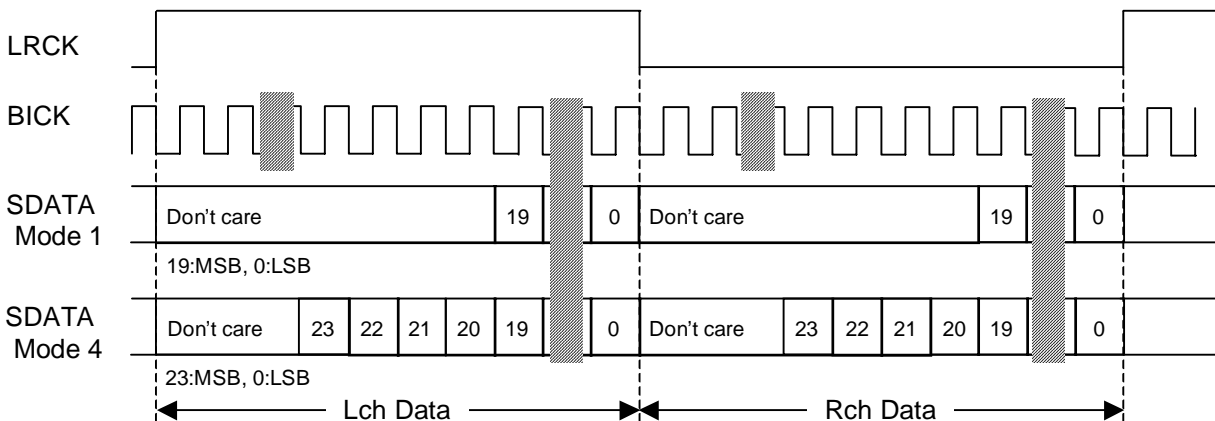 LRCK
BICK
SDATA
Mode 1
Don't care 19 0 Don't care 19 0
19:MSB, 0:LSB
SDATA
Mode 4
Don't care 23 22 21 20 19 0 Don't care 23 22 21 20 19 0
23:MSB, 0:LSB
Lch Data Rch Data